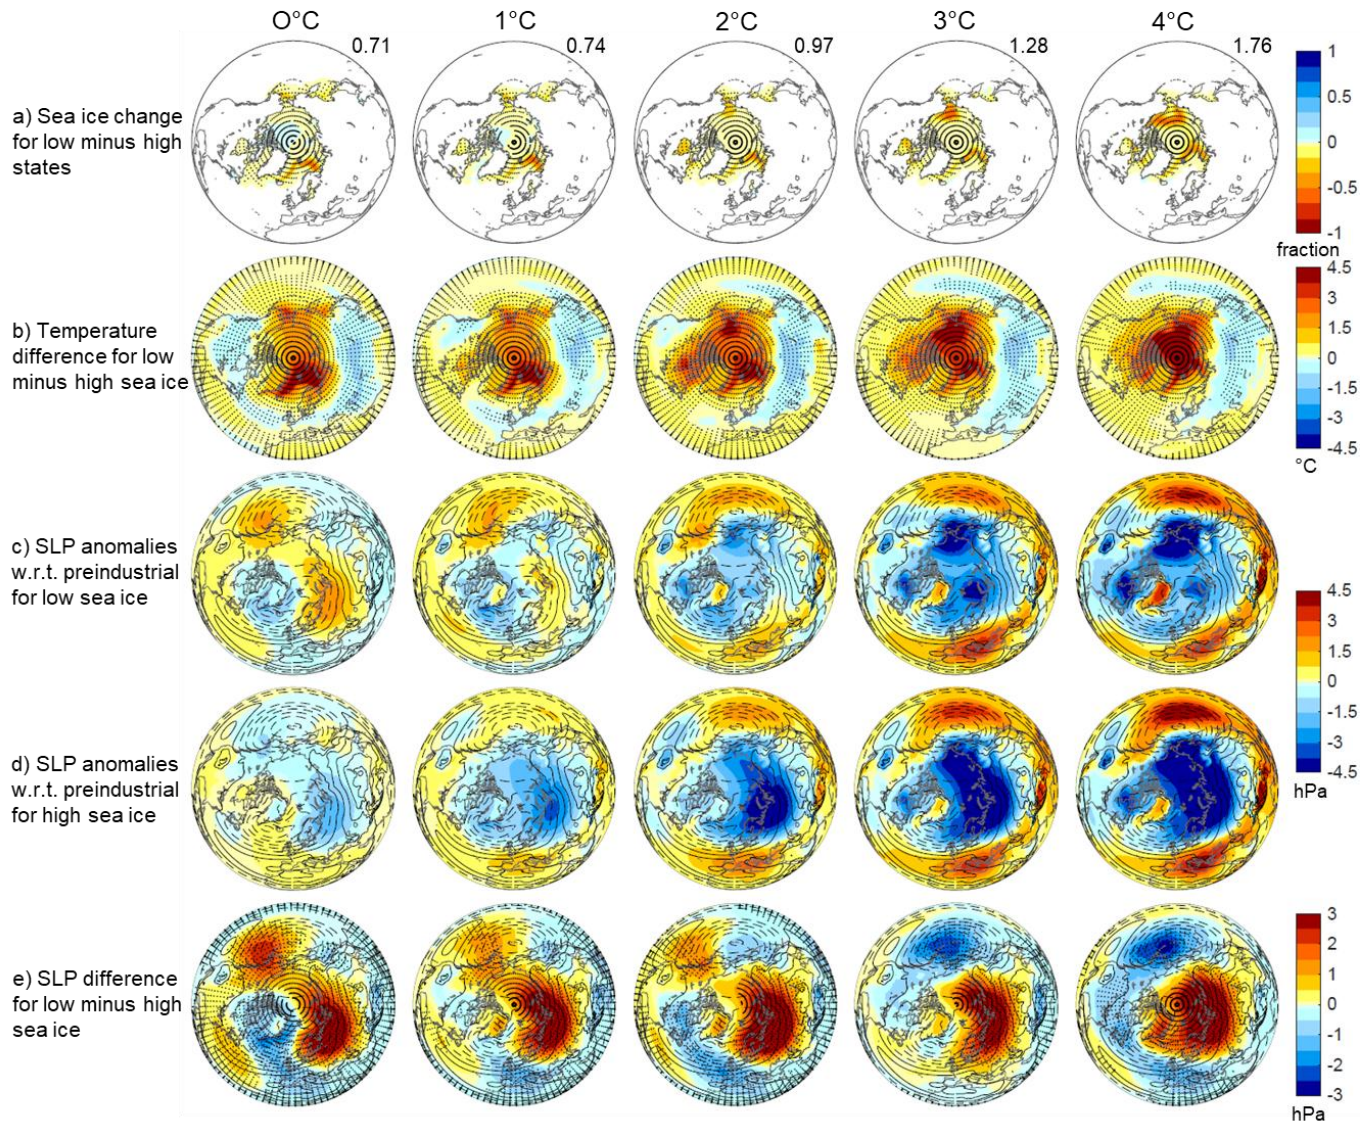 0°C 1°C 2°C 3°C 4°C
0.71 0.74 0.97 1.28 1.76
a) Sea ice change
for low minus high
states
1
0.5
0
-0.5
-1
fraction
b) Temperature
difference for low
minus high sea ice
4.5
3
1.5
0
-1.5
-3
-4.5
°C
c) SLP anomalies
w.r.t. preindustrial
for low sea ice
d) SLP anomalies
w.r.t. preindustrial
for high sea ice
4.5
3
1.5
0
-1.5
-3
-4.5
hPa
e) SLP difference
for low minus high
sea ice
3
2
1
0
-1
-2
-3
hPa